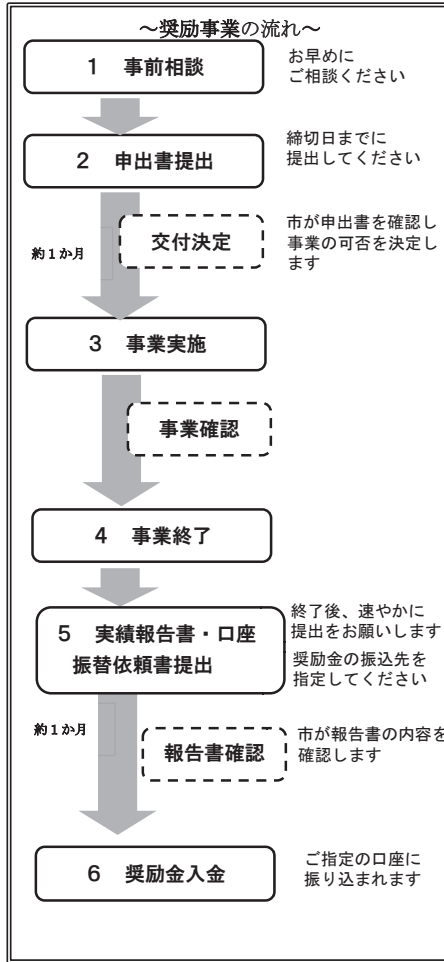 ～奨励事業の流れ～
1　事前相談
お早めに
ご相談ください
2　申出書提出
締切日までに
提出してください
約１か月
交付決定
市が申出書を確認し
事業の可否を決定し
ます
3　事業実施
事業確認
4　事業終了
5　実績報告書・口座
振替依頼書提出
終了後、速やかに
提出をお願いします
奨励金の振込先を
指定してください
約１か月
報告書確認
市が報告書の内容を
確認します
6　奨励金入金
ご指定の口座に
振り込まれます